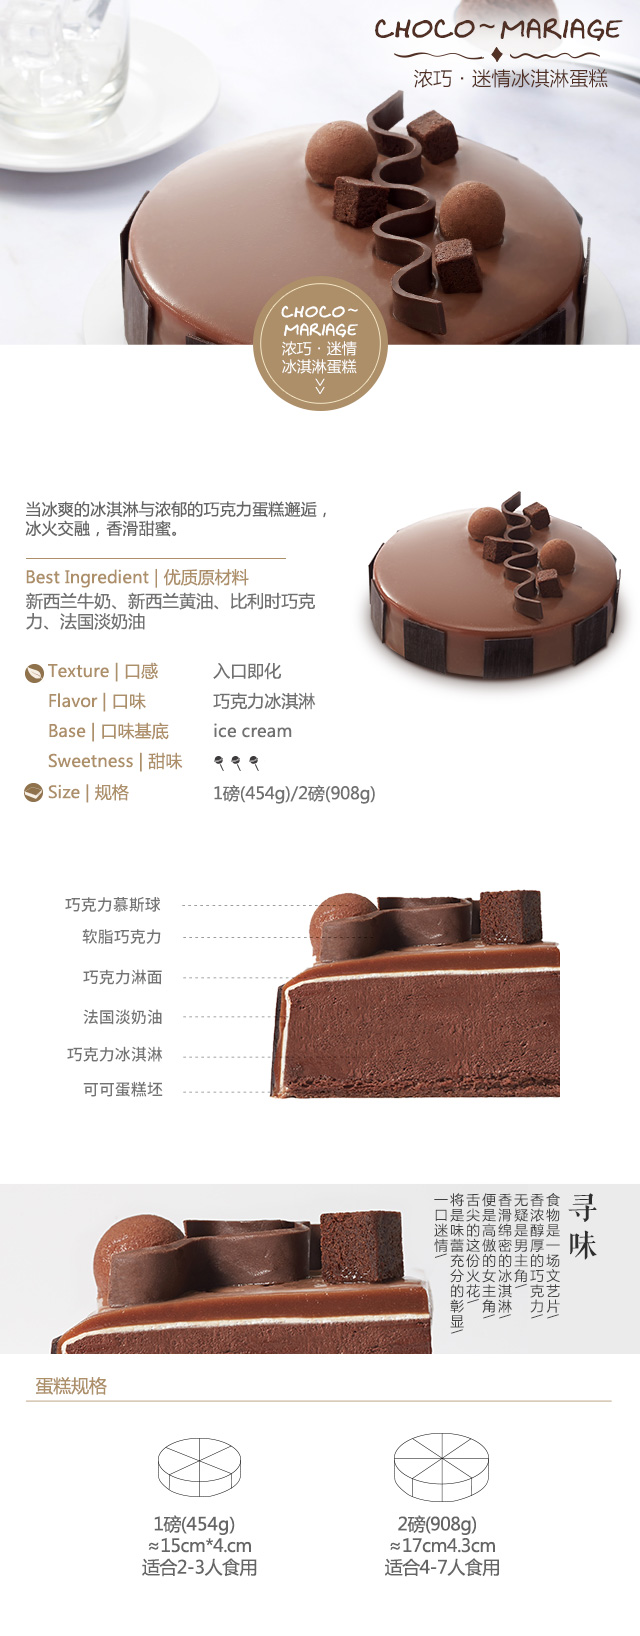 CHOCO~MARIAGE
浓巧·迷情冰淇淋蛋糕
CHOCO~
MARIAGE
浓巧·迷情
冰淇淋蛋糕
当冰爽的冰淇淋与浓郁的巧克力蛋糕邂逅，
冰火交融，香滑甜蜜。
Best Ingredient | 优质原材料
新西兰牛奶、新西兰黄油、比利时巧克
力、法国淡奶油
Texture | 口感 入口即化
Flavor | 口味 巧克力冰淇淋
Base | 口味基底 ice cream
Sweetness | 甜味
Size | 规格 1磅(454g)/2磅(908g)
巧克力慕斯球
软脂巧克力
巧克力淋面
法国淡奶油
巧克力冰淇淋
可可蛋糕坯
寻味
食物是一场文艺片\
香浓醇厚的巧克力\
无疑是男主角\
香滑绵密的冰淇淋\
便是高傲的女主角\
舌尖的这份火花\
将是味蕾充分的彰显\
一口迷情\
蛋糕规格
1磅(454g)
≈15cm*4.cm
适合2-3人食用
2磅(908g)
≈17cm4.3cm
适合4-7人食用